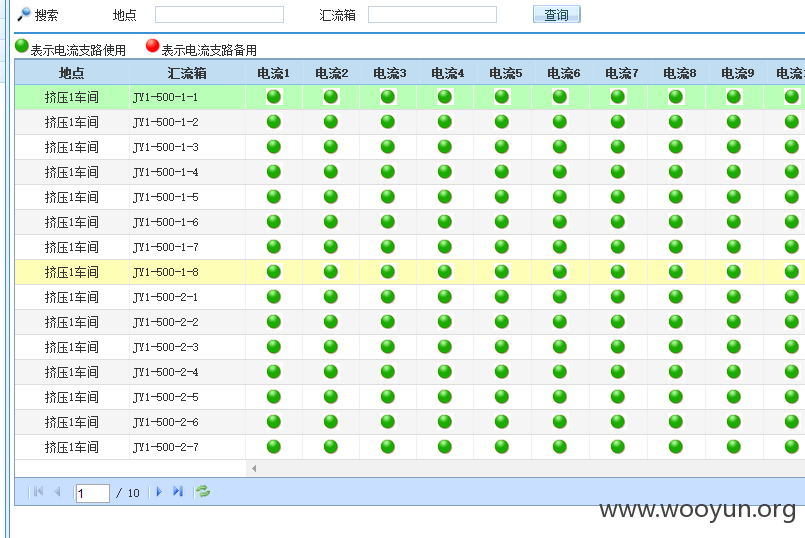 搜索 地点 汇流箱 查询
表示电流支路使用 表示电流支路备用
地点 汇流箱 电流1 电流2 电流3 电流4 电流5 电流6 电流7 电流8 电流9
挤压1车间 JY1-500-1-1
挤压1车间 JY1-500-1-2
挤压1车间 JY1-500-1-3
挤压1车间 JY1-500-1-4
挤压1车间 JY1-500-1-5
挤压1车间 JY1-500-1-6
挤压1车间 JY1-500-1-7
挤压1车间 JY1-500-1-8
挤压1车间 JY1-500-2-1
挤压1车间 JY1-500-2-2
挤压1车间 JY1-500-2-3
挤压1车间 JY1-500-2-4
挤压1车间 JY1-500-2-5
挤压1车间 JY1-500-2-6
挤压1车间 JY1-500-2-7
1 / 10
www.wooyun.org